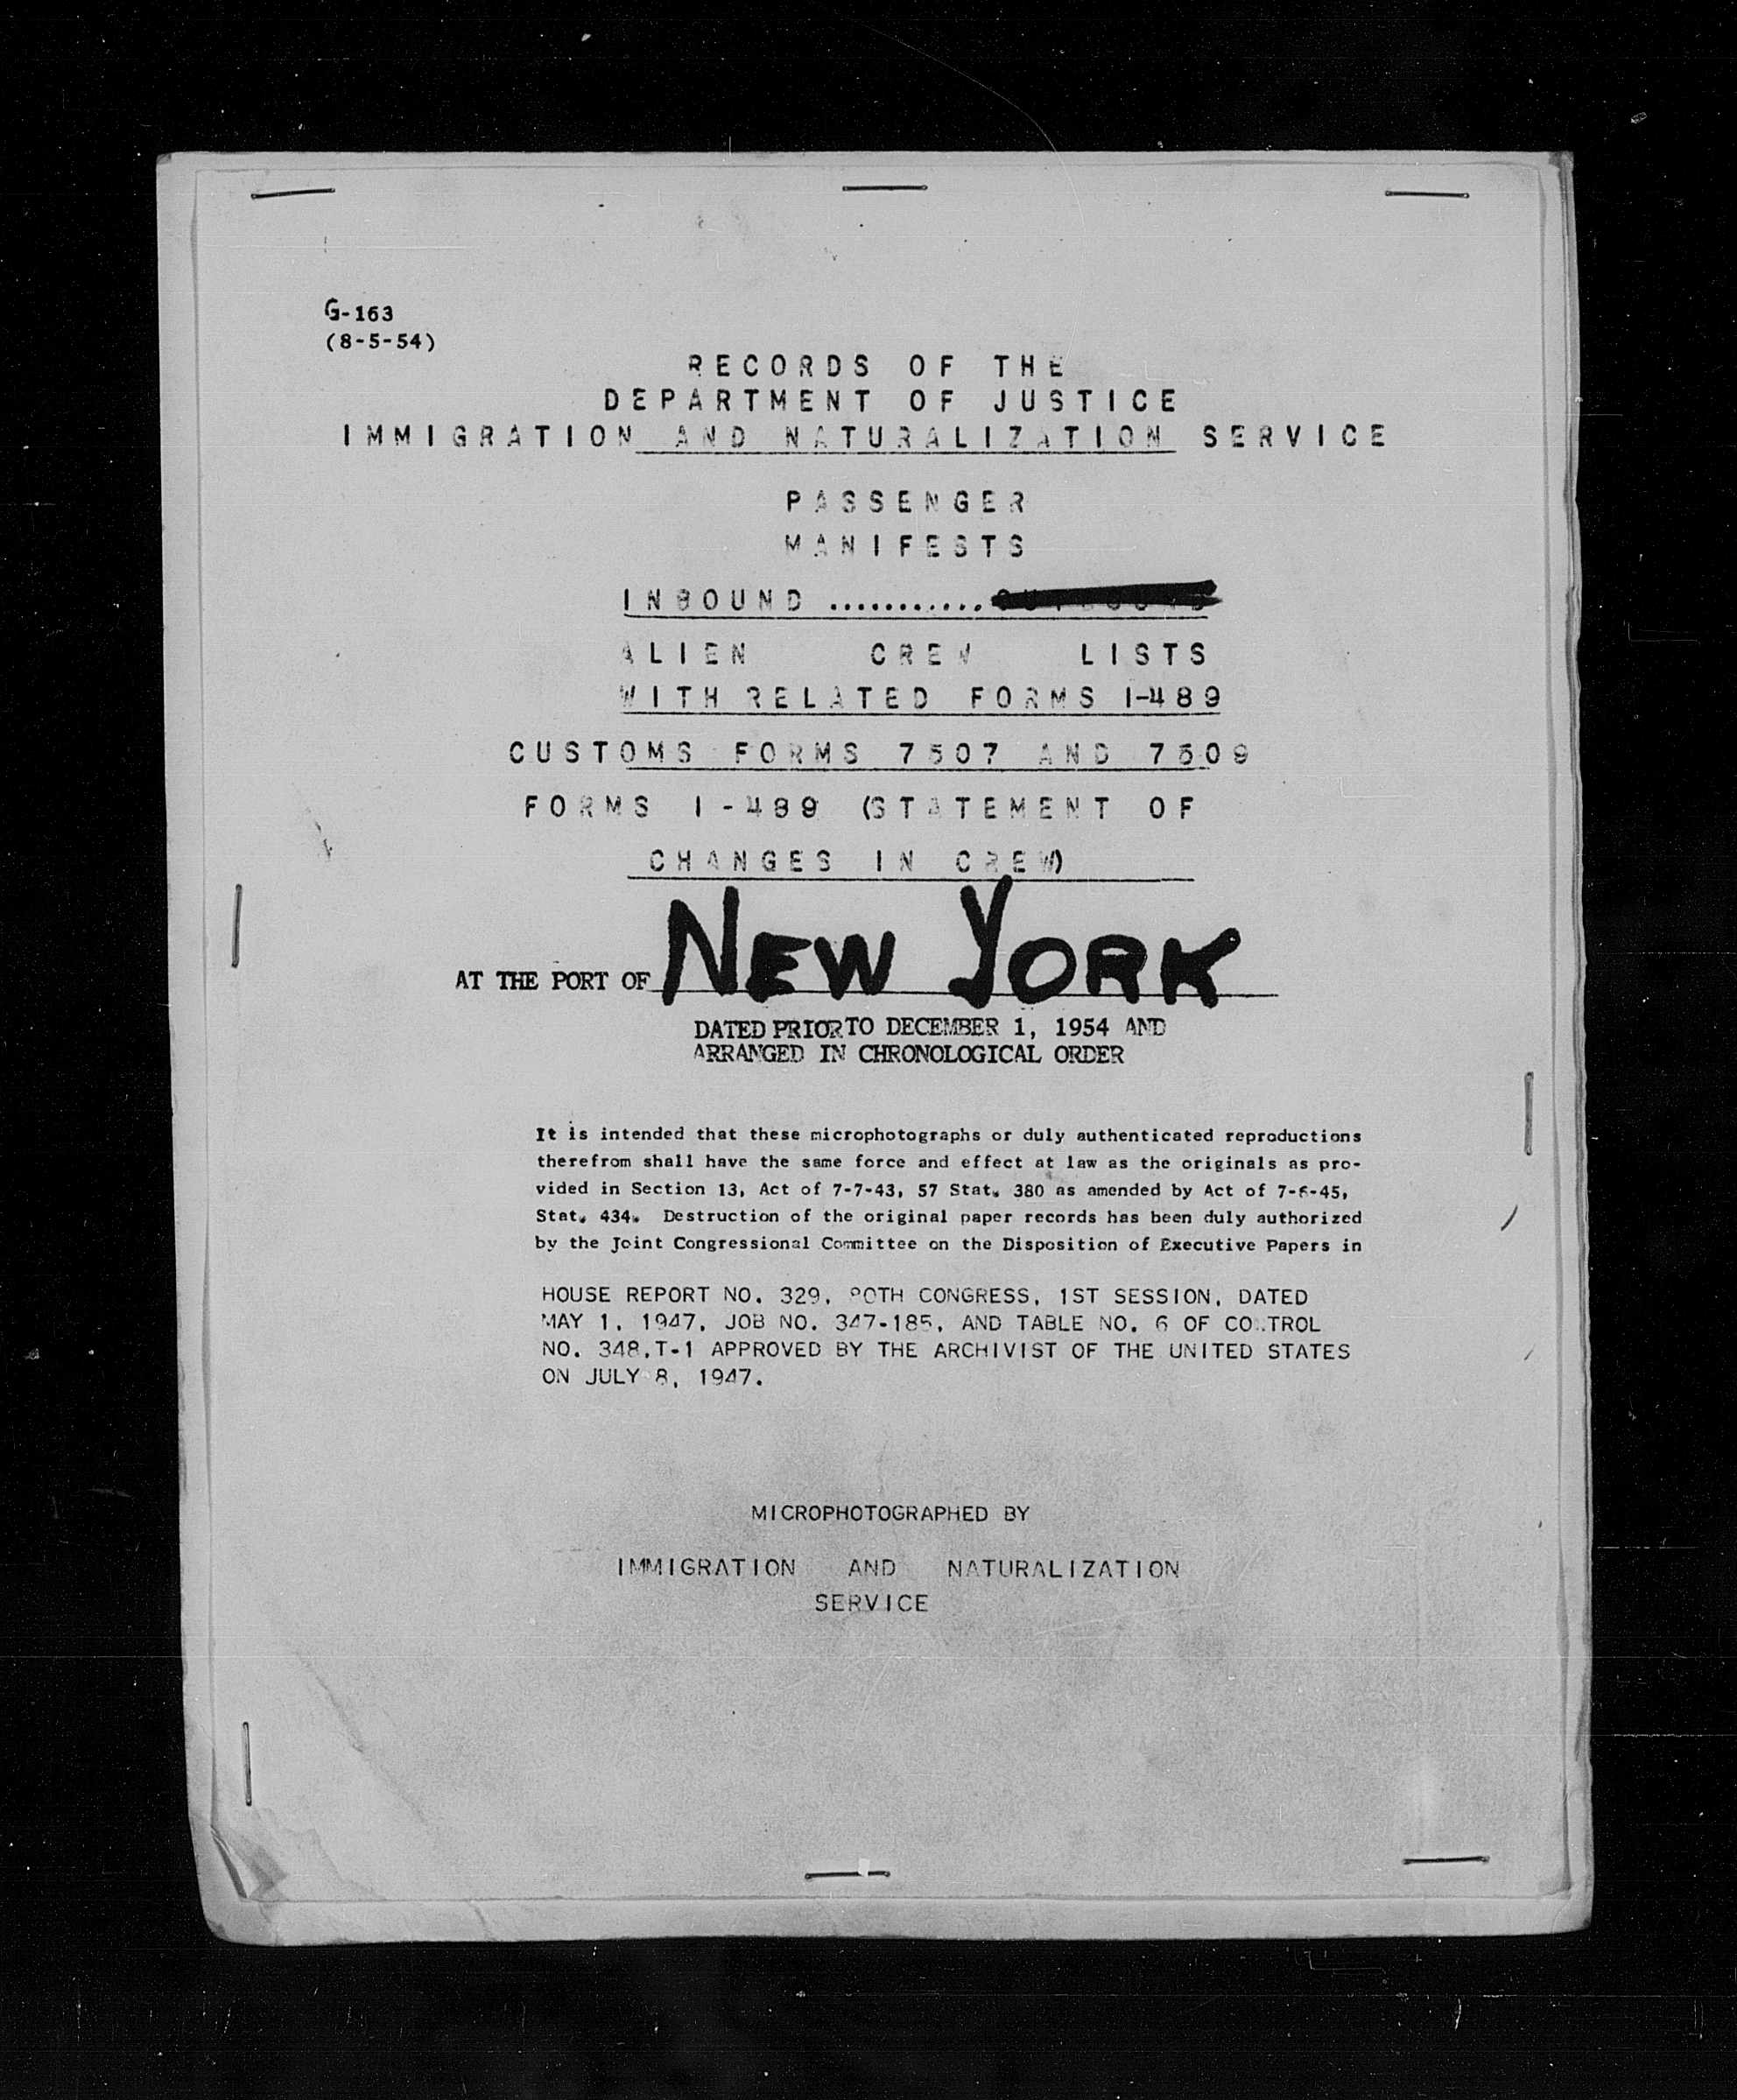 G-163
(8-5-54)
RECORDS OF THE
DEPARTMENT OF JUSTICE
IMMIGRATION AND NATURALIZATION SERVICE
PASSENGER
MANIFESTS
INBOUND ...........
ALIEN CREW LISTS
WITH RELATED FORMS I-489
CUSTOMS FORMS 7507 AND 7509
FORMS I-489 (STATEMENT OF
CHANGES IN CREW)
AT THE PORT OF NEW YORK
DATED PRIOR TO DECEMBER 1, 1954 AND
ARRANGED IN CHRONOLOGICAL ORDER
It is intended that these microphotographs or duly authenticated reproductions
therefrom shall have the same force and effect at law as the originals as pro-
vided in Section 13, Act of 7-7-43, 57 Stat. 380 as amended by Act of 7-6-45,
Stat. 434. Destruction of the original paper records has been duly authorized
by the Joint Congressional Committee on the Disposition of Executive Papers in
HOUSE REPORT NO. 329, 80TH CONGRESS, 1ST SESSION, DATED
MAY 1, 1947, JOB NO. 347-185, AND TABLE NO. 6 OF CONTROL
NO. 348,T-1 APPROVED BY THE ARCHIVIST OF THE UNITED STATES
ON JULY 8, 1947.
MICROPHOTOGRAPHED BY
IMMIGRATION AND NATURALIZATION
SERVICE